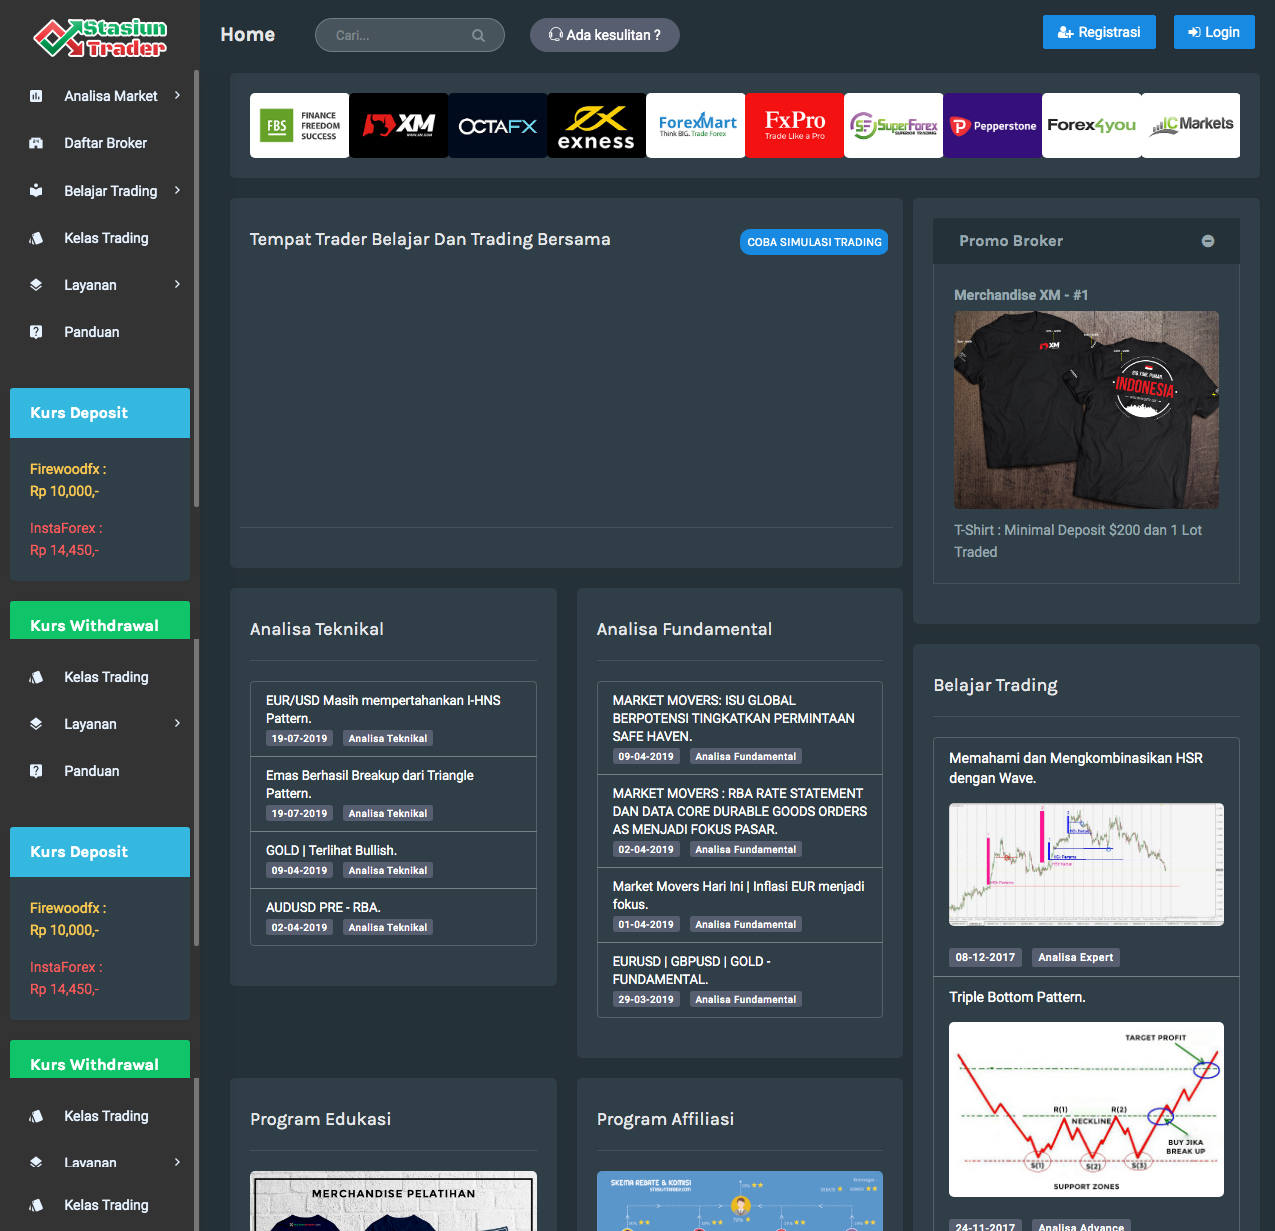 Stasiun
Trader
Home
Cari...
Ada kesulitan ?
Registrasi
Login
Analisa Market
Daftar Broker
Belajar Trading
Kelas Trading
Layanan
Panduan
Kurs Deposit
Firewoodfx :
Rp 10,000,-
InstaForex :
Rp 14,450,-
Kurs Withdrawal
Kelas Trading
Layanan
Panduan
Kurs Deposit
Firewoodfx :
Rp 10,000,-
InstaForex :
Rp 14,450,-
Kurs Withdrawal
Kelas Trading
Layanan
Kelas Trading
FBS
FINANCE
FREEDOM
SUCCESS
XM
WWW.XM.COM
OCTAFX
exness
ForexMart
Think BIG. Trade Forex
FxPro
Trade Like a Pro
SF SuperForex
SUPERIOR TRADING
Pepperstone
Forex4you
IC Markets
Tempat Trader Belajar Dan Trading Bersama
COBA SIMULASI TRADING
Promo Broker
Merchandise XM - #1
XM
INDONESIA
T-Shirt : Minimal Deposit $200 dan 1 Lot
Traded
Analisa Teknikal
EUR/USD Masih mempertahankan I-HNS
Pattern.
19-07-2019 Analisa Teknikal
Emas Berhasil Breakup dari Triangle
Pattern.
19-07-2019 Analisa Teknikal
GOLD | Terlihat Bullish.
09-04-2019 Analisa Teknikal
AUDUSD PRE - RBA.
02-04-2019 Analisa Teknikal
Analisa Fundamental
MARKET MOVERS: ISU GLOBAL
BERPOTENSI TINGKATKAN PERMINTAAN
SAFE HAVEN.
09-04-2019 Analisa Fundamental
MARKET MOVERS : RBA RATE STATEMENT
DAN DATA CORE DURABLE GOODS ORDERS
AS MENJADI FOKUS PASAR.
02-04-2019 Analisa Fundamental
Market Movers Hari Ini | Inflasi EUR menjadi
fokus.
01-04-2019 Analisa Fundamental
EURUSD | GBPUSD | GOLD -
FUNDAMENTAL.
29-03-2019 Analisa Fundamental
Belajar Trading
Memahami dan Mengkombinasikan HSR
dengan Wave.
08-12-2017 Analisa Expert
Triple Bottom Pattern.
TARGET PROFIT
R(1)
R(2)
NECKLINE
BUY JIKA
BREAK UP
S(1)
S(2)
S(3)
SUPPORT ZONES
24-11-2017 Analisa Advance
Program Edukasi
MERCHANDISE PELATIHAN
Program Affiliasi
SKEMA REBATE & KOMISI